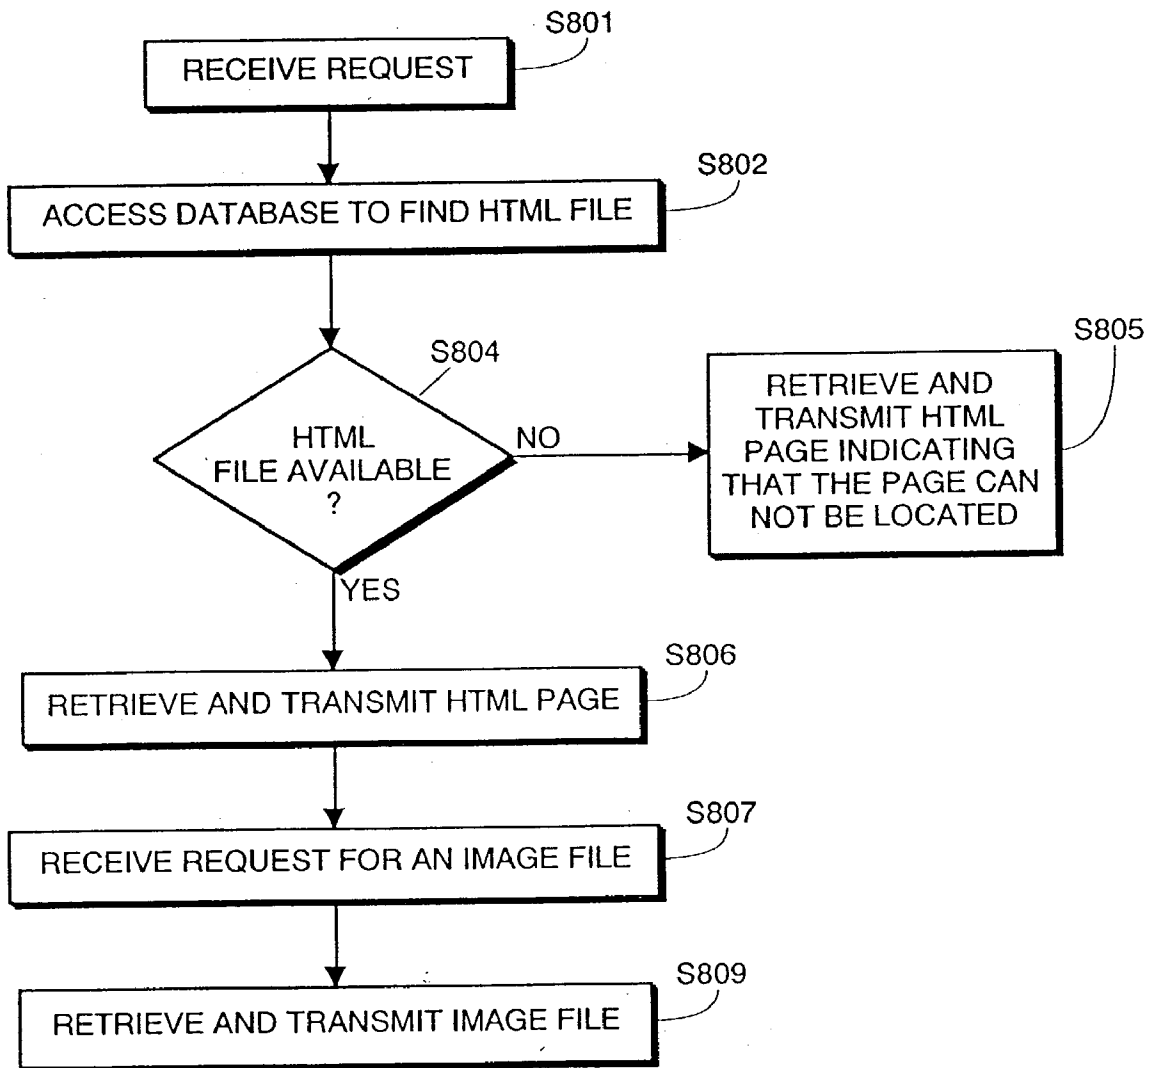 S801
RECEIVE REQUEST
S802
ACCESS DATABASE TO FIND HTML FILE
S804
HTML
FILE AVAILABLE
?
NO
S805
RETRIEVE AND
TRANSMIT HTML
PAGE INDICATING
THAT THE PAGE CAN
NOT BE LOCATED
YES
S806
RETRIEVE AND TRANSMIT HTML PAGE
S807
RECEIVE REQUEST FOR AN IMAGE FILE
S809
RETRIEVE AND TRANSMIT IMAGE FILE